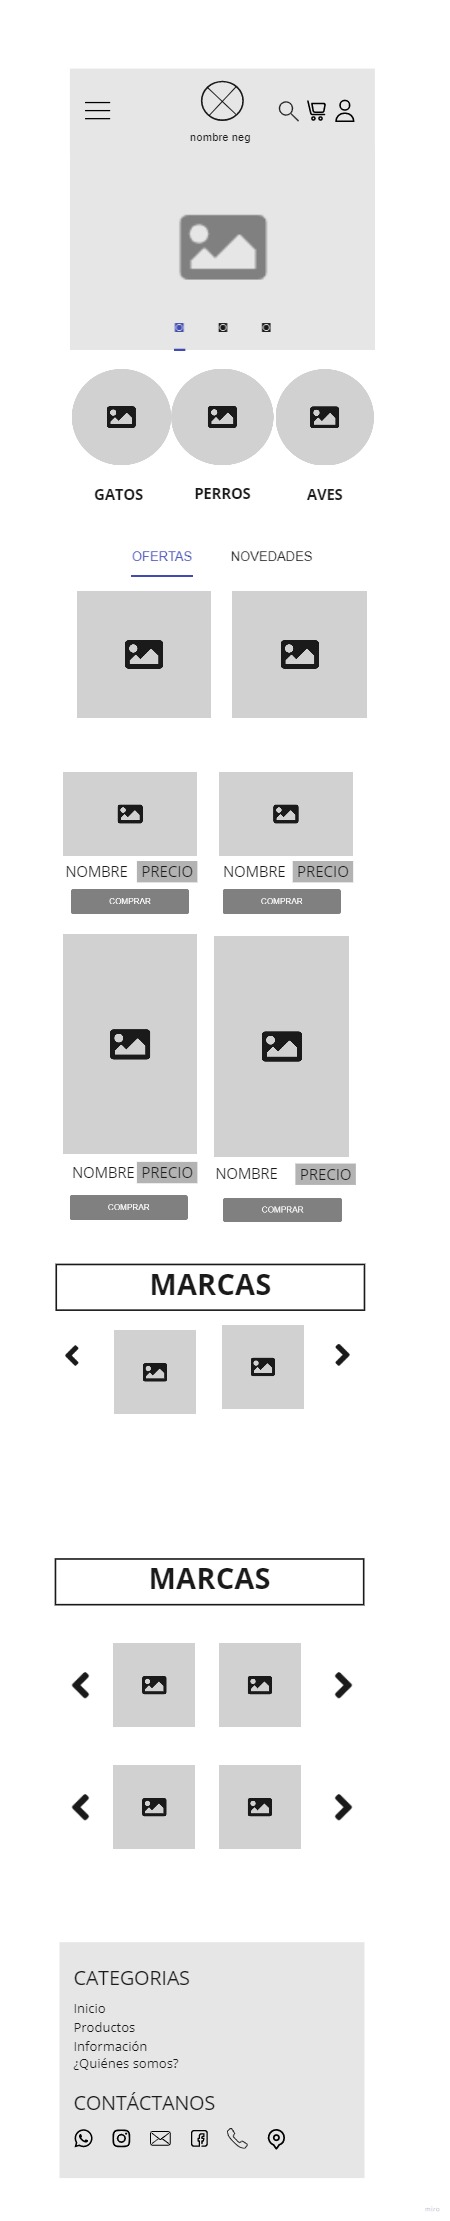 nombre neg
GATOS PERROS AVES
OFERTAS NOVEDADES
NOMBRE PRECIO NOMBRE PRECIO
COMPRAR COMPRAR
NOMBRE PRECIO NOMBRE PRECIO
COMPRAR COMPRAR
MARCAS
MARCAS
CATEGORIAS
Inicio
Productos
Información
¿Quiénes somos?
CONTÁCTANOS
miro